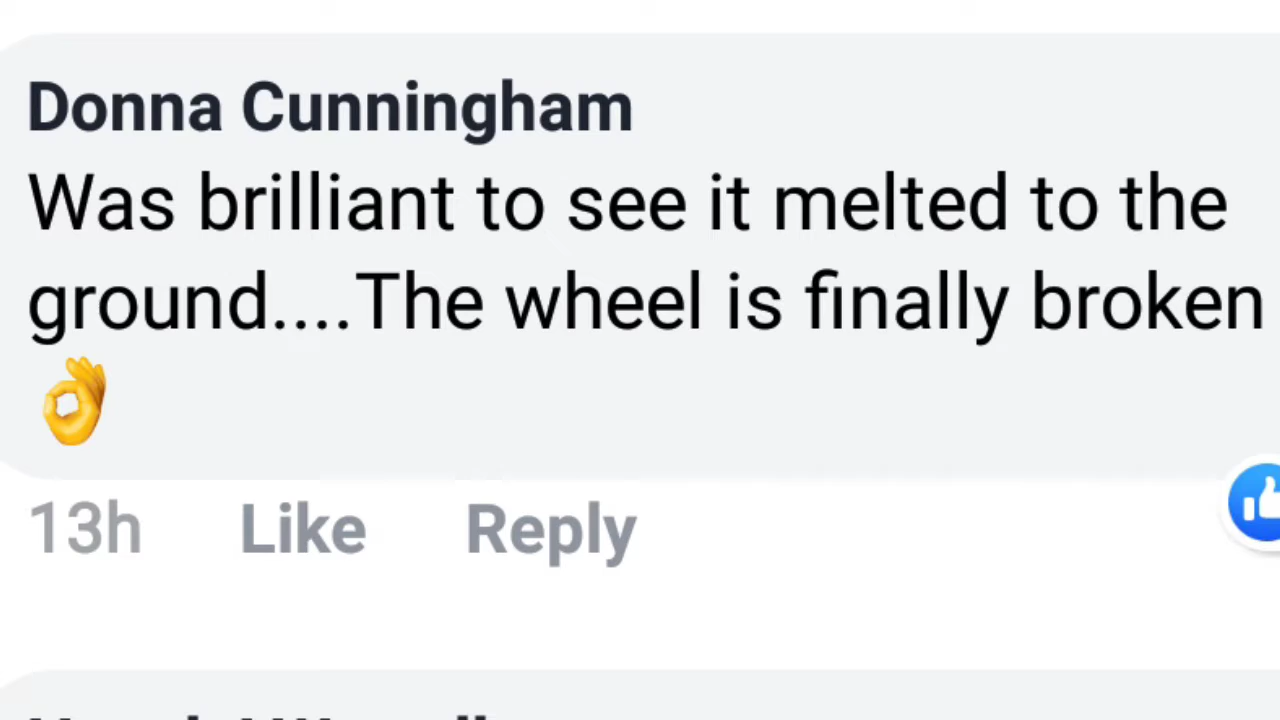 Donna Cunningham
Was brilliant to see it melted to the
ground....The wheel is finally broken
👌
13h Like Reply